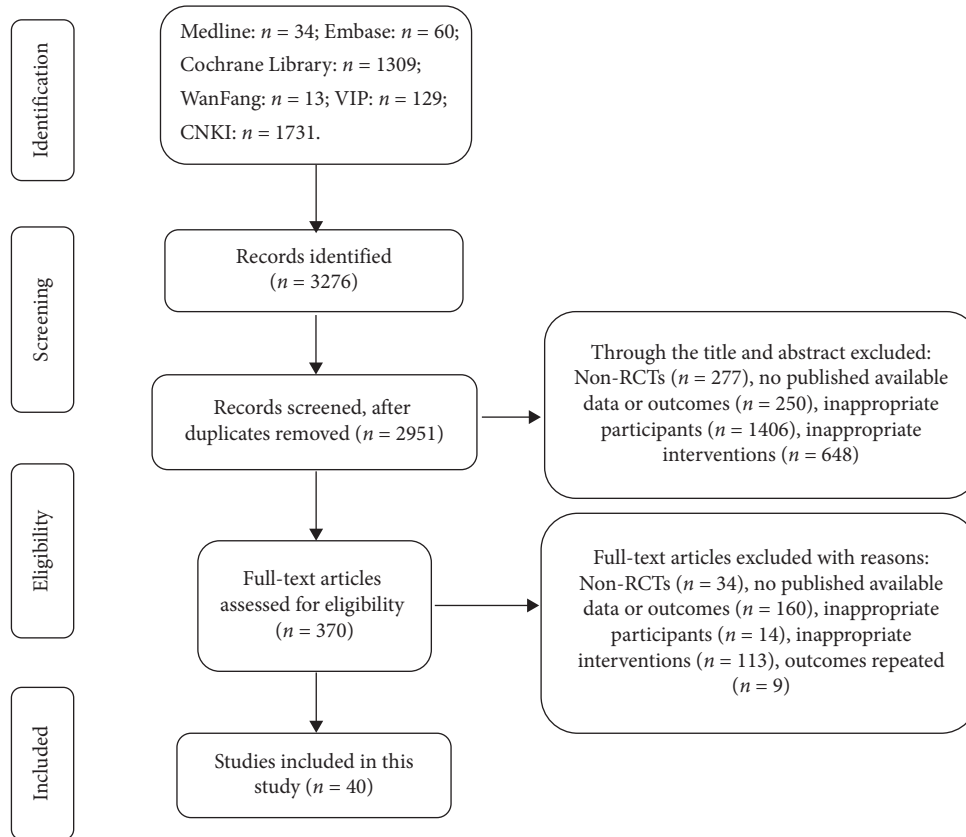 Identification
Medline: n = 34; Embase: n = 60;
Cochrane Library: n = 1309;
WanFang: n = 13; VIP: n = 129;
CNKI: n = 1731.
Screening
Records identified
(n = 3276)
Records screened, after
duplicates removed (n = 2951)
Through the title and abstract excluded:
Non-RCTs (n = 277), no published available
data or outcomes (n = 250), inappropriate
participants (n = 1406), inappropriate
interventions (n = 648)
Eligibility
Full-text articles
assessed for eligibility
(n = 370)
Full-text articles excluded with reasons:
Non-RCTs (n = 34), no published available
data or outcomes (n = 160), inappropriate
participants (n = 14), inappropriate
interventions (n = 113), outcomes repeated
(n = 9)
Included
Studies included in this
study (n = 40)